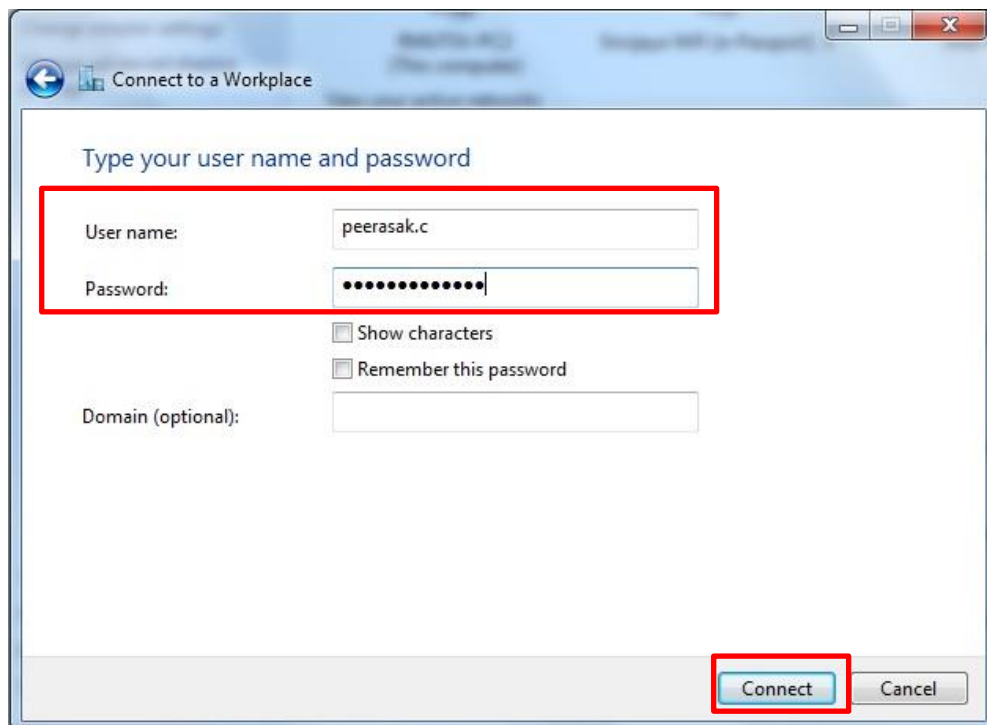 Connect to a Workplace
Type your user name and password
User name: peerasak.c
Password: •••••••••••••
Show characters
Remember this password
Domain (optional):
Connect Cancel